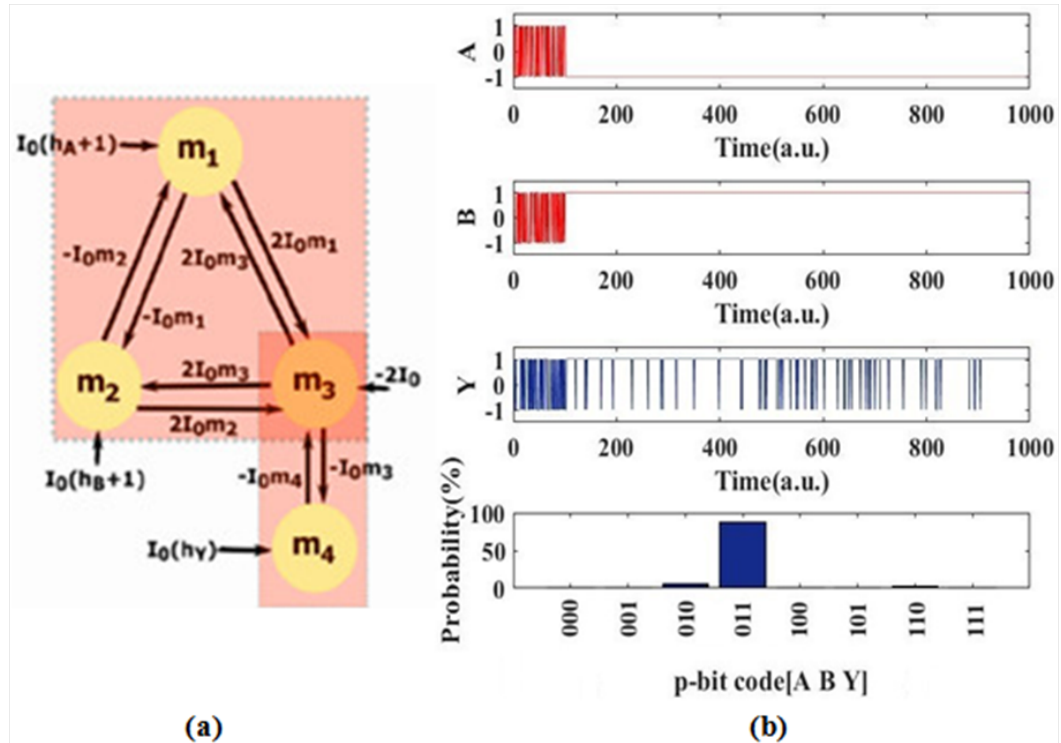 I₀(hA+1)
m₁
-I₀m₂
2I₀m₃
2I₀m₁
-I₀m₁
m₂
2I₀m₃
m₃
-2I₀
2I₀m₂
I₀(hB+1)
-I₀m₄
-I₀m₃
I₀(hY)
m₄
(a)
(b)
A
1
0
-1
0 200 400 600 800 1000
Time(a.u.)
B
1
0
-1
0 200 400 600 800 1000
Time(a.u.)
Y
1
0
-1
0 200 400 600 800 1000
Time(a.u.)
Probability(%)
100
50
0
000 001 010 011 100 101 110 111
p-bit code[A B Y]